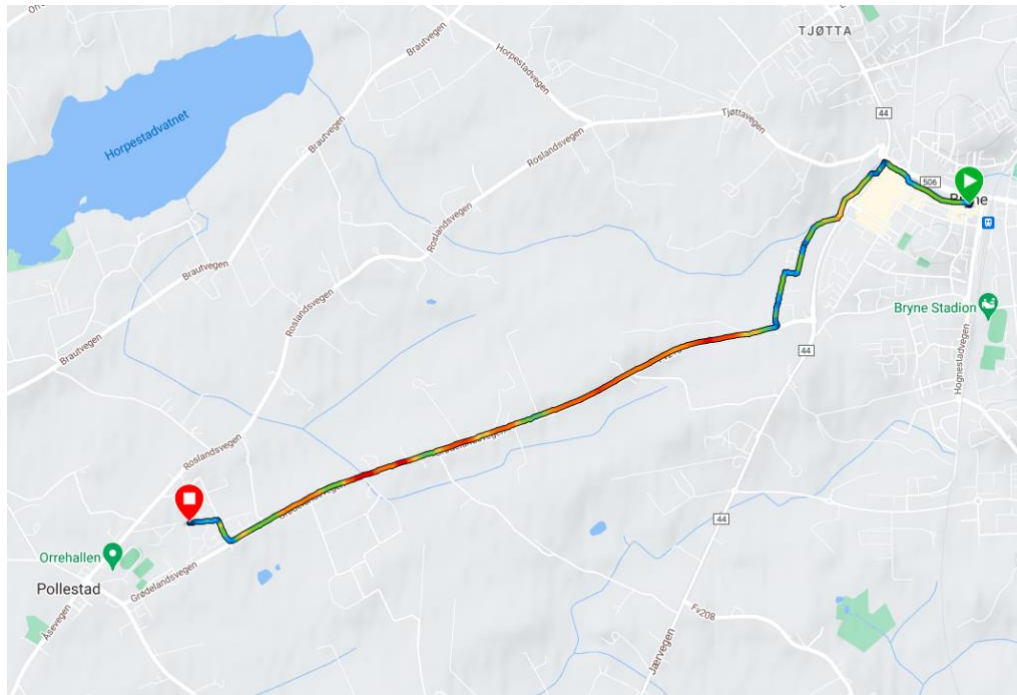 TJØTTA
Brautvegen
Horpestadvegen
Horpestadvatnet
44
Tjøttavegen
Roslandsvegen
Brautvegen
506
Roslandsvegen
Brautvegen
Bryne Stadion
Roslandsvegen
Brautvegen
44
Hognestadvegen
Roslandsvegen
44
Orrehallen
Pollestad
Grødelandsvegen
Åsevegen
Fv208
Jærvegen